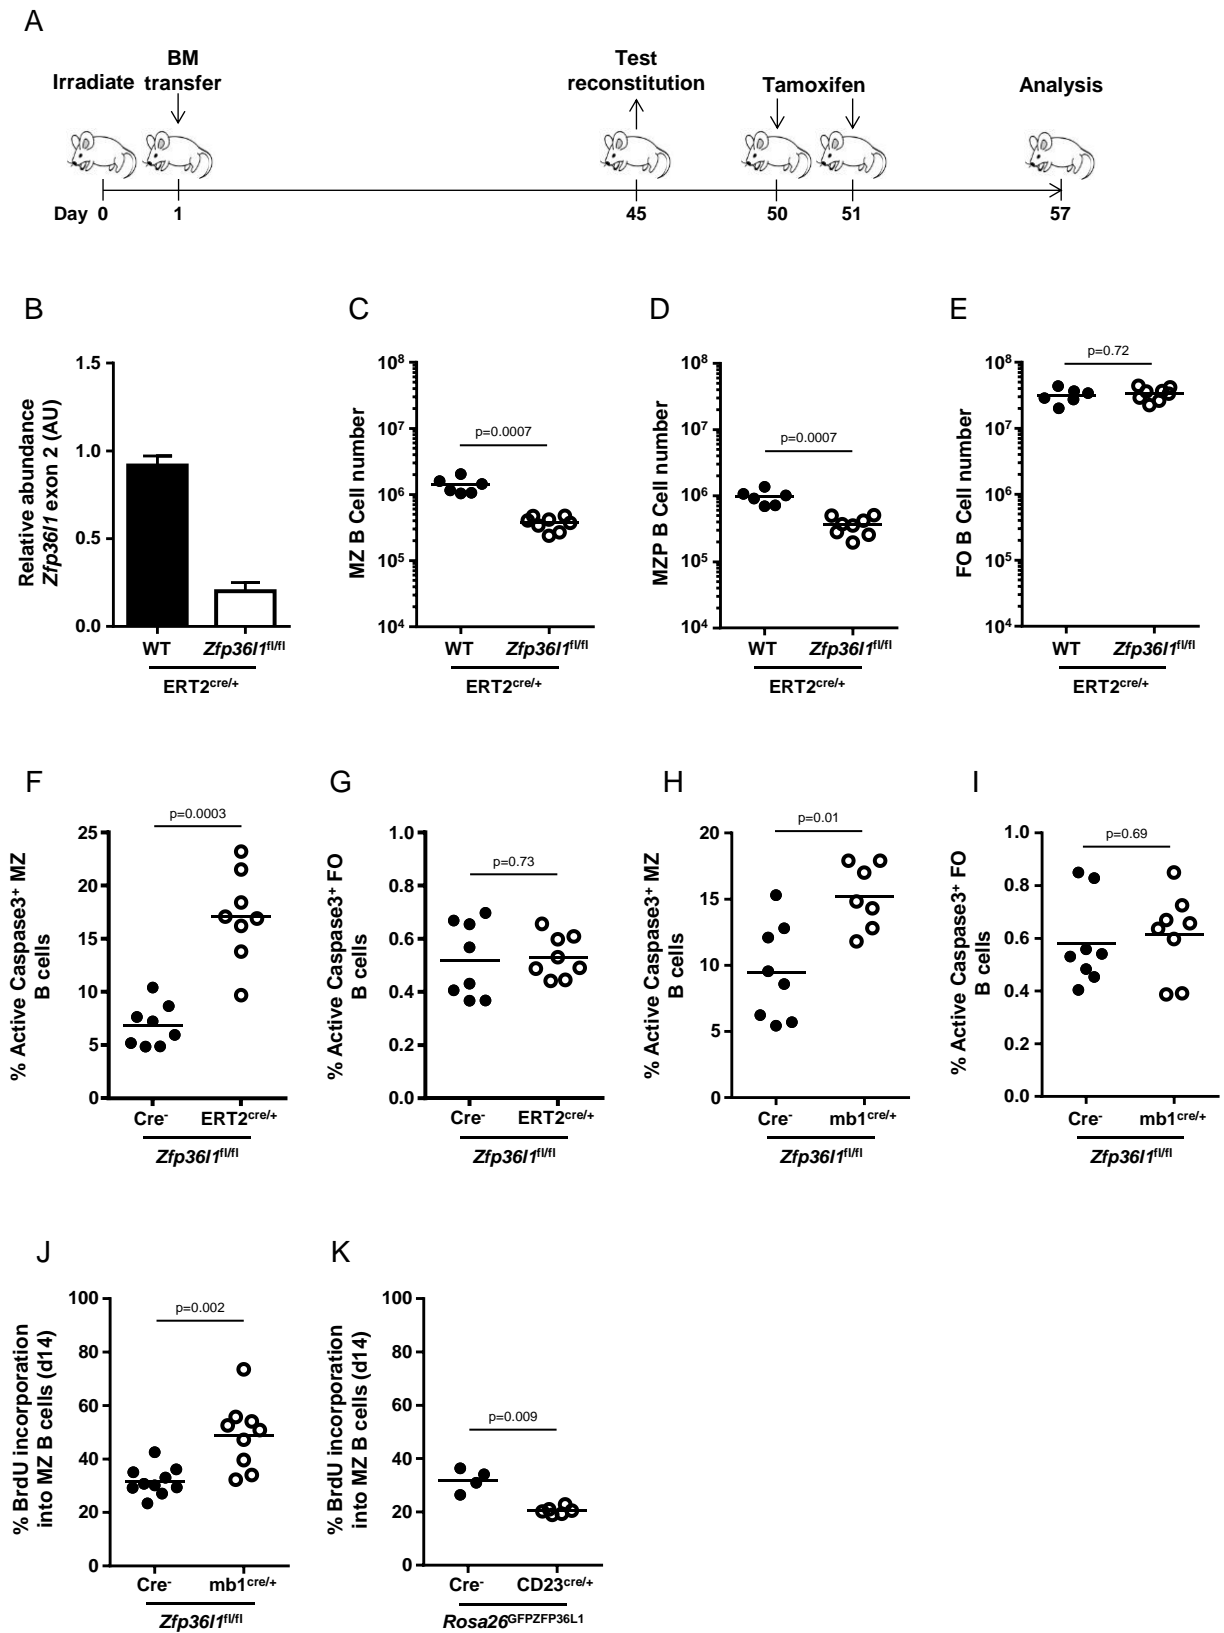 A
Irradiate
BM
transfer
Test
reconstitution
Tamoxifen
Analysis
Day 0 1 45 50 51 57
B
Relative abundance
Zfp36l1 exon 2 (AU)
1.5
1.0
0.5
0.0
WT Zfp36l1fl/fl
ERT2cre/+
C
MZ B Cell number
10⁸
10⁷
10⁶
10⁵
10⁴
p=0.0007
WT Zfp36l1fl/fl
ERT2cre/+
D
MZP B Cell number
10⁸
10⁷
10⁶
10⁵
10⁴
p=0.0007
WT Zfp36l1fl/fl
ERT2cre/+
E
FO B Cell number
10⁸
10⁷
10⁶
10⁵
10⁴
p=0.72
WT Zfp36l1fl/fl
ERT2cre/+
F
% Active Caspase3⁺ MZ
B cells
25
20
15
10
5
0
p=0.0003
Cre⁻ ERT2cre/+
Zfp36l1fl/fl
G
% Active Caspase3⁺ FO
B cells
1.0
0.8
0.6
0.4
0.2
0.0
p=0.73
Cre⁻ ERT2cre/+
Zfp36l1fl/fl
H
% Active Caspase3⁺ MZ
B cells
20
15
10
5
0
p=0.01
Cre⁻ mb1cre/+
Zfp36l1fl/fl
I
% Active Caspase3⁺ FO
B cells
1.0
0.8
0.6
0.4
0.2
0.0
p=0.69
Cre⁻ mb1cre/+
Zfp36l1fl/fl
J
% BrdU incorporation
into MZ B cells (d14)
100
80
60
40
20
0
p=0.002
Cre⁻ mb1cre/+
Zfp36l1fl/fl
K
% BrdU incorporation
into MZ B cells (d14)
100
80
60
40
20
0
p=0.009
Cre⁻ CD23cre/+
Rosa26GFPZFP36L1